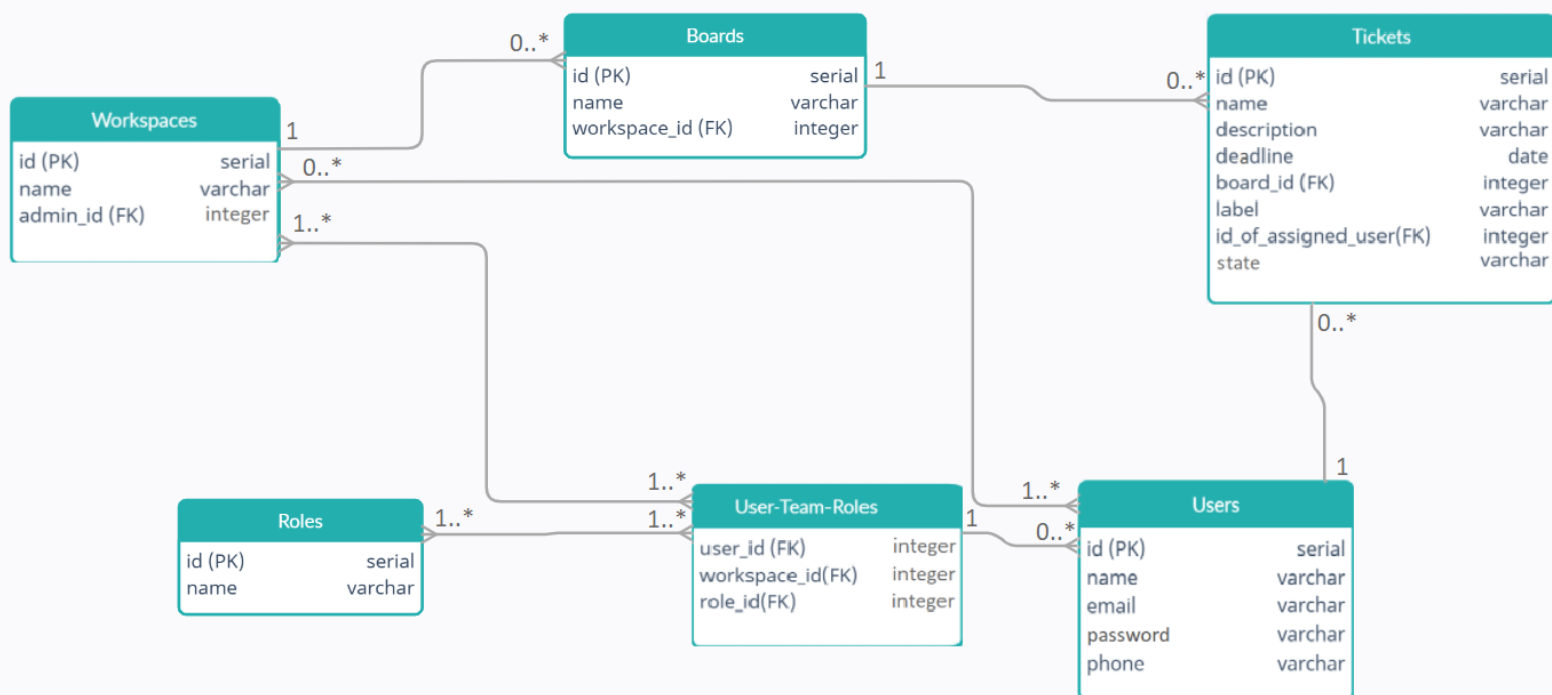 Boards
id (PK) serial
name varchar
workspace_id (FK) integer
Tickets
id (PK) serial
name varchar
description varchar
deadline date
board_id (FK) integer
label varchar
id_of_assigned_user(FK) integer
state varchar
Workspaces
id (PK) serial
name varchar
admin_id (FK) integer
0..*
1
0..*
1
0..*
1..*
0..*
1
1..*
1..*
1..*
1..*
1
0..*
Roles
id (PK) serial
name varchar
User-Team-Roles
user_id (FK) integer
workspace_id(FK) integer
role_id(FK) integer
Users
id (PK) serial
name varchar
email varchar
password varchar
phone varchar